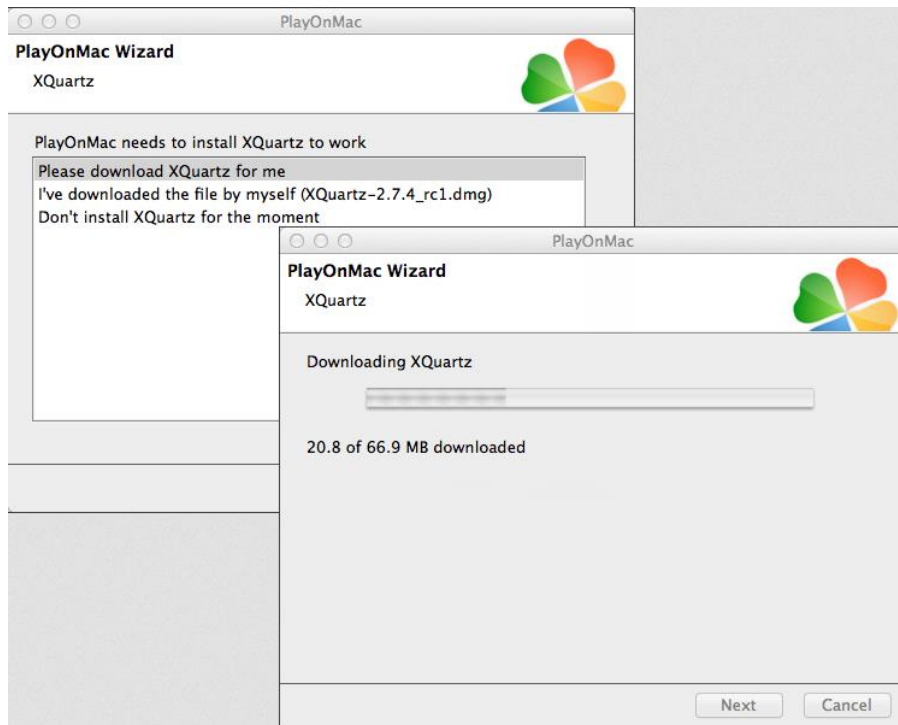 PlayOnMac
PlayOnMac Wizard
XQuartz
PlayOnMac needs to install XQuartz to work
Please download XQuartz for me
I've downloaded the file by myself (XQuartz-2.7.4_rc1.dmg)
Don't install XQuartz for the moment
PlayOnMac
PlayOnMac Wizard
XQuartz
Downloading XQuartz
20.8 of 66.9 MB downloaded
Next
Cancel